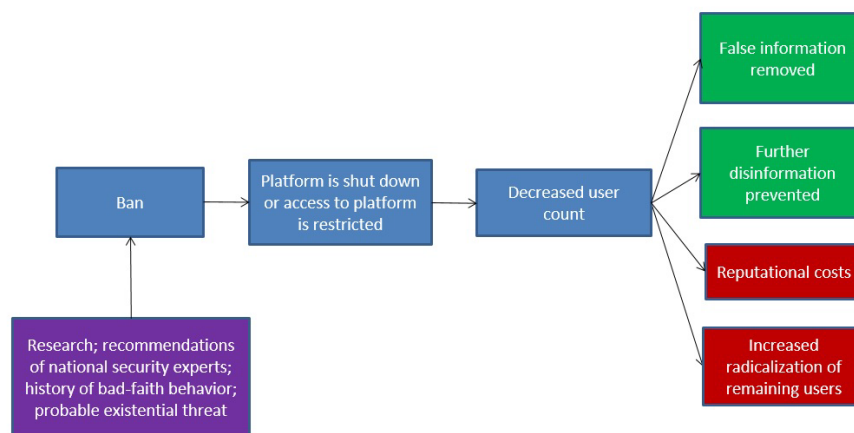 False information
removed
Further
disinformation
prevented
Ban
Platform is shut down
or access to platform
is restricted
Decreased user
count
Reputational costs
Research; recommendations
of national security experts;
history of bad-faith behavior;
probable existential threat
Increased
radicalization of
remaining users